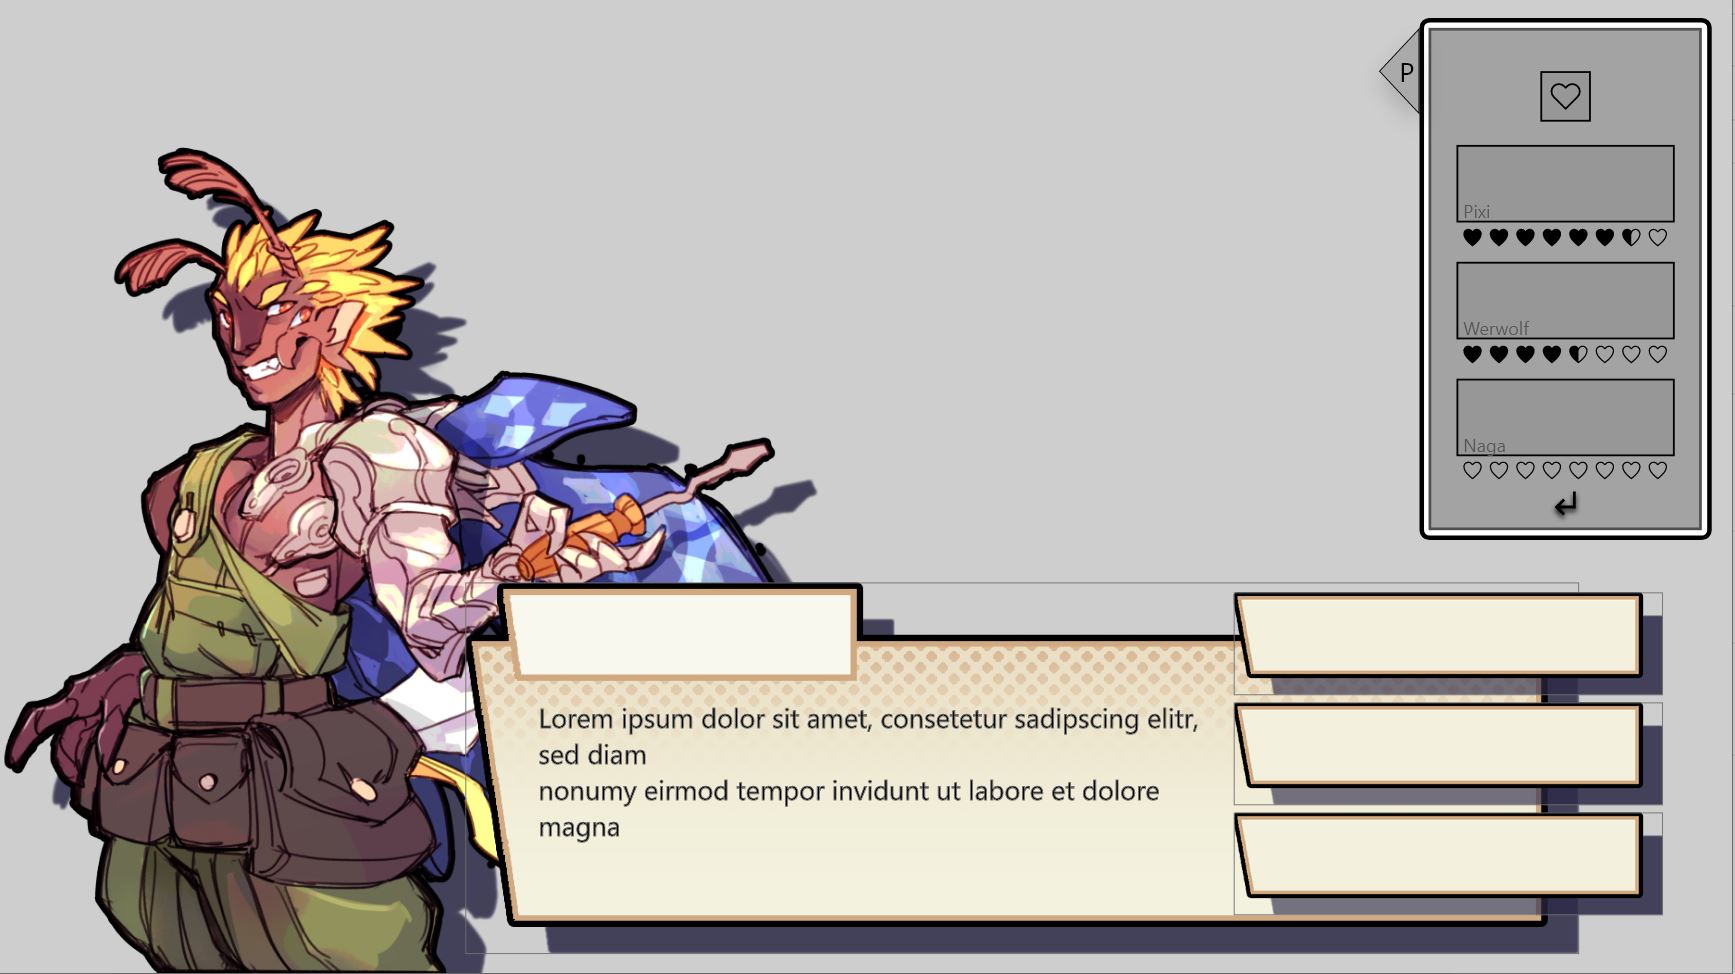 P
Pixi
Werwolf
Naga
Lorem ipsum dolor sit amet, consetetur sadipscing elitr,
sed diam
nonumy eirmod tempor invidunt ut labore et dolore
magna